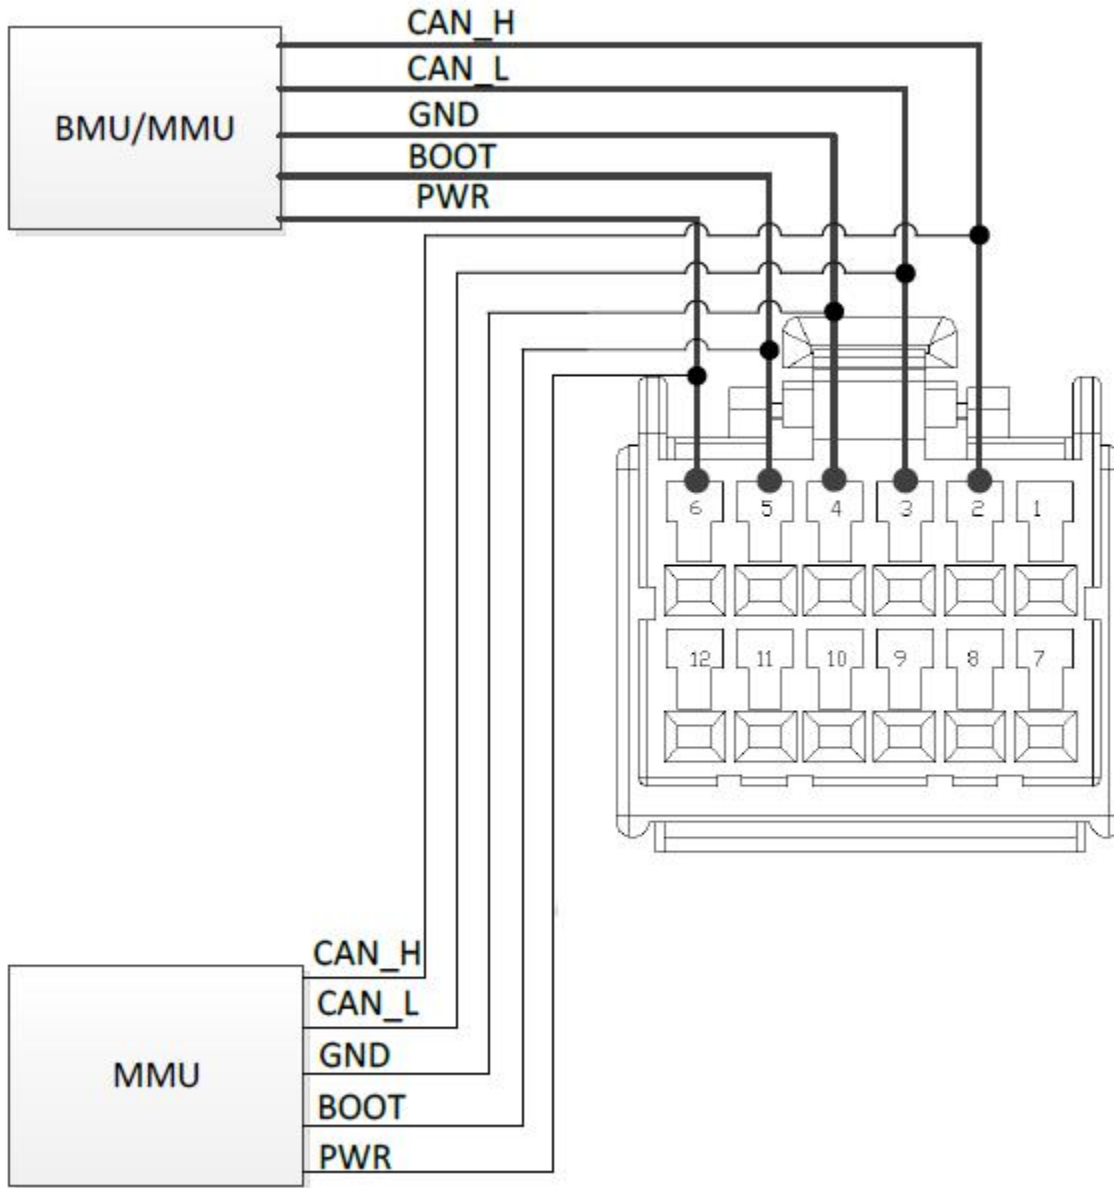 CAN_H
CAN_L
GND
BOOT
PWR
BMU/MMU
6 5 4 3 2 1
12 11 10 9 8 7
CAN_H
CAN_L
GND
BOOT
PWR
MMU